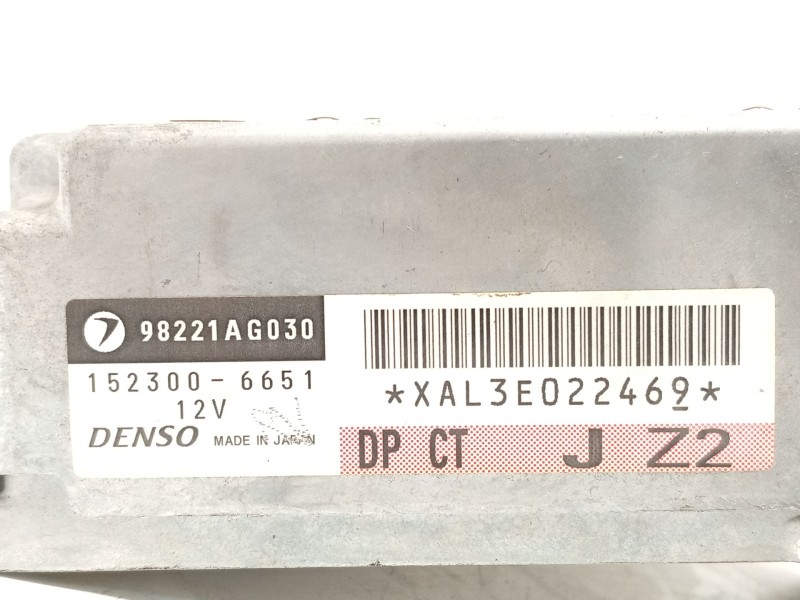 98221AG030
152300-6651
12V
DENSO MADE IN JAPAN
*XAL3E022469*
DP CT J Z2